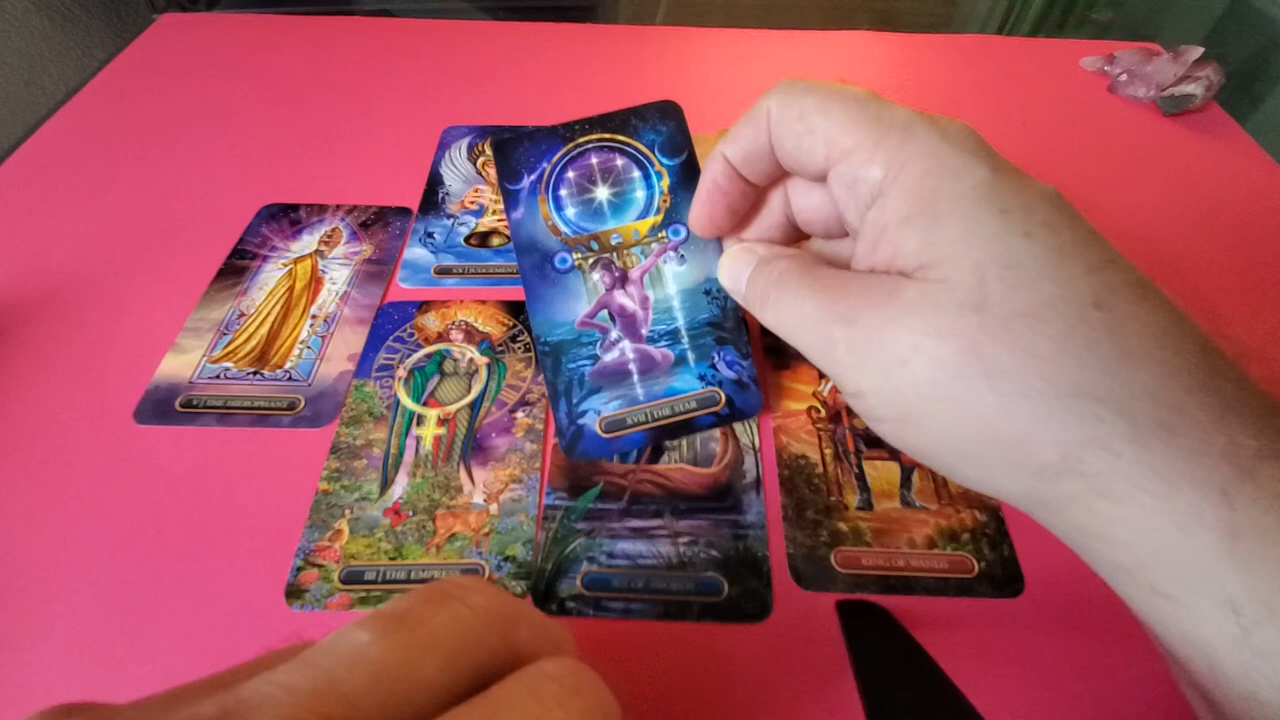 XX | JUDGEMENT
V | THE HIEROPHANT
XVII | THE STAR
III | THE EMPRESS
KING OF WANDS